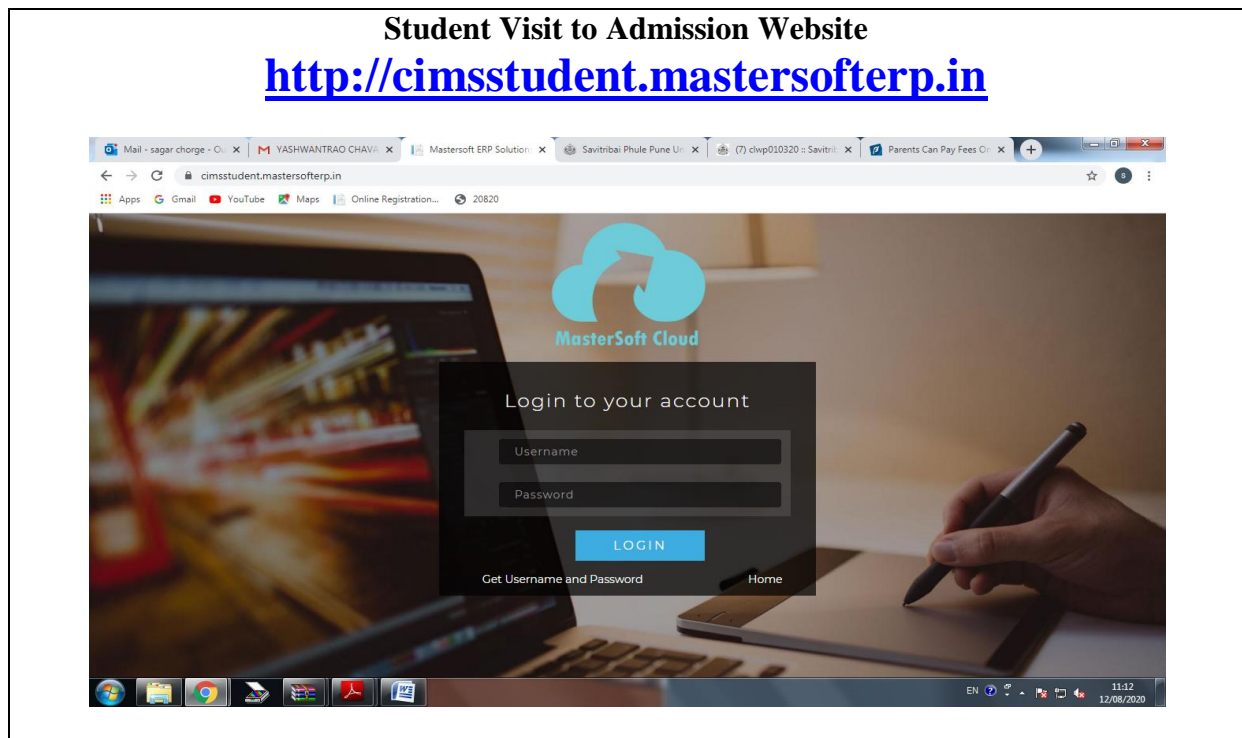 Student Visit to Admission Website
http://cimsstudent.mastersofterp.in
Mail - sagar chorge - Ou
YASHWANTRAO CHAVA
Mastersoft ERP Solution
Savitribai Phule Pune Un
(7) clwp010320 :: Savitrib
Parents Can Pay Fees On
cimsstudent.mastersofterp.in
S
Apps Gmail YouTube Maps Online Registration... 20820
MasterSoft Cloud
Login to your account
Username
Password
LOGIN
Get Username and Password Home
EN 11:12
12/08/2020